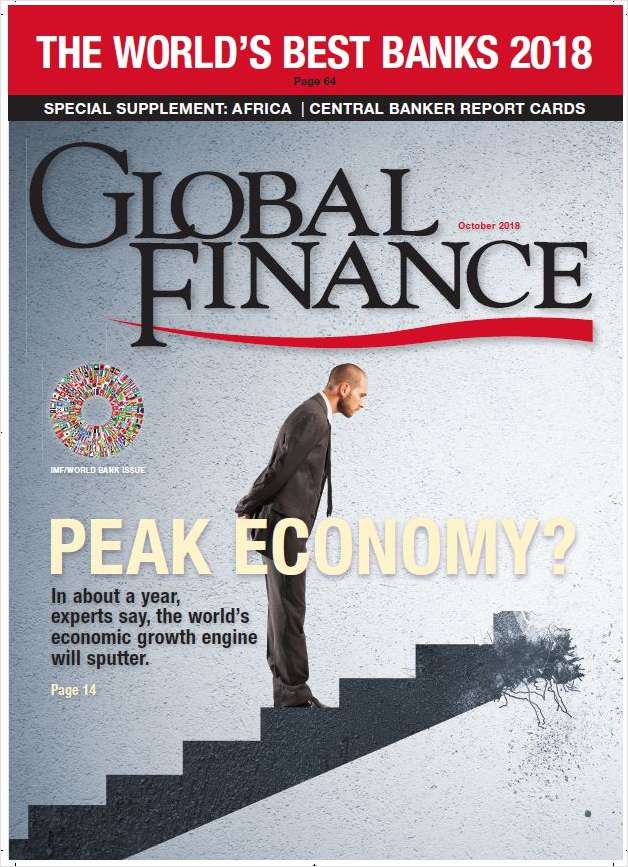 THE WORLD'S BEST BANKS 2018
Page 64
SPECIAL SUPPLEMENT: AFRICA | CENTRAL BANKER REPORT CARDS
GLOBAL
October 2018
FINANCE
IMF/WORLD BANK ISSUE
PEAK ECONOMY?
In about a year,
experts say, the world's
economic growth engine
will sputter.
Page 14